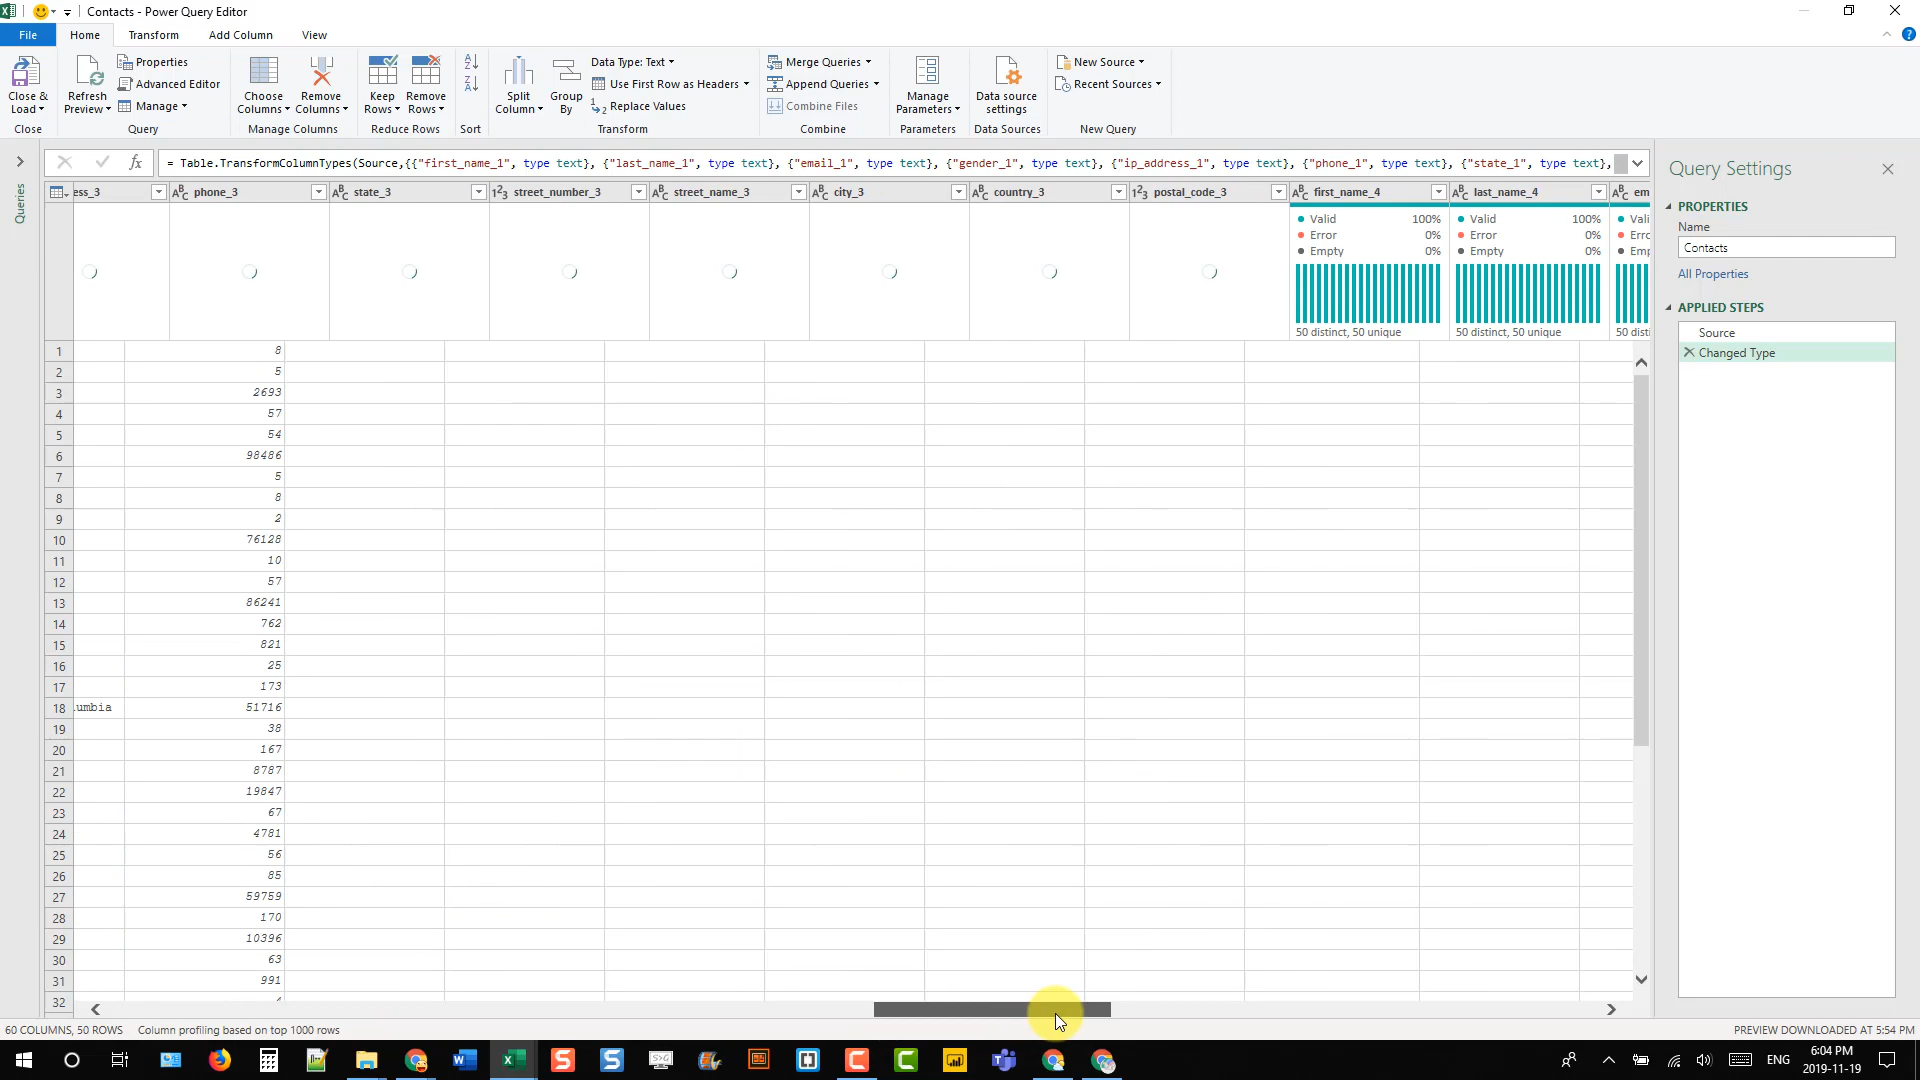 Contacts - Power Query Editor
File Home Transform Add Column View
Close & Load
Close
Refresh Preview
Properties
Advanced Editor
Manage
Query
Choose Columns
Remove Columns
Manage Columns
Keep Rows
Remove Rows
Reduce Rows
Sort
Split Column
Group By
Data Type: Text
Use First Row as Headers
Replace Values
Transform
Merge Queries
Append Queries
Combine Files
Combine
Manage Parameters
Parameters
Data source settings
Data Sources
New Source
Recent Sources
New Query
fx = Table.TransformColumnTypes(Source,{{"first_name_1", type text}, {"last_name_1", type text}, {"email_1", type text}, {"gender_1", type text}, {"ip_address_1", type text}, {"phone_1", type text}, {"state_1", type text},
Queries
ess_3 phone_3 state_3 street_number_3 street_name_3 city_3 country_3 postal_code_3 first_name_4 last_name_4 em
Valid 100% Valid 100% Vali
Error 0% Error 0% Erro
Empty 0% Empty 0% Emp
50 distinct, 50 unique 50 distinct, 50 unique 50 disti
1 8
2 5
3 2693
4 57
5 54
6 98486
7 5
8 8
9 2
10 76128
11 10
12 57
13 86241
14 762
15 821
16 25
17 173
18 umbia 51716
19 38
20 167
21 8787
22 19847
23 67
24 4781
25 56
26 85
27 59759
28 170
29 10396
30 63
31 991
32
Query Settings
PROPERTIES
Name
Contacts
All Properties
APPLIED STEPS
Source
Changed Type
60 COLUMNS, 50 ROWS Column profiling based on top 1000 rows PREVIEW DOWNLOADED AT 5:54 PM
ENG 6:04 PM
2019-11-19